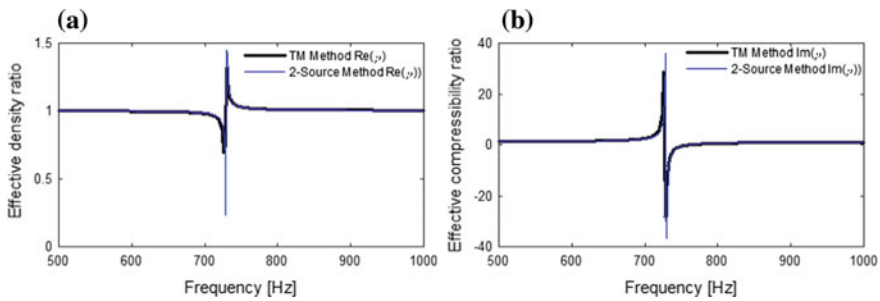 (a)
1.5
1
0.5
0
Effective density ratio
TM Method Re(
2-Source Method Re(
500 600 700 800 900 1000
Frequency [Hz]
(b)
40
20
0
-20
-40
Effective compressibility ratio
TM Method Im(
2-Source Method Im(
500 600 700 800 900 1000
Frequency [Hz]